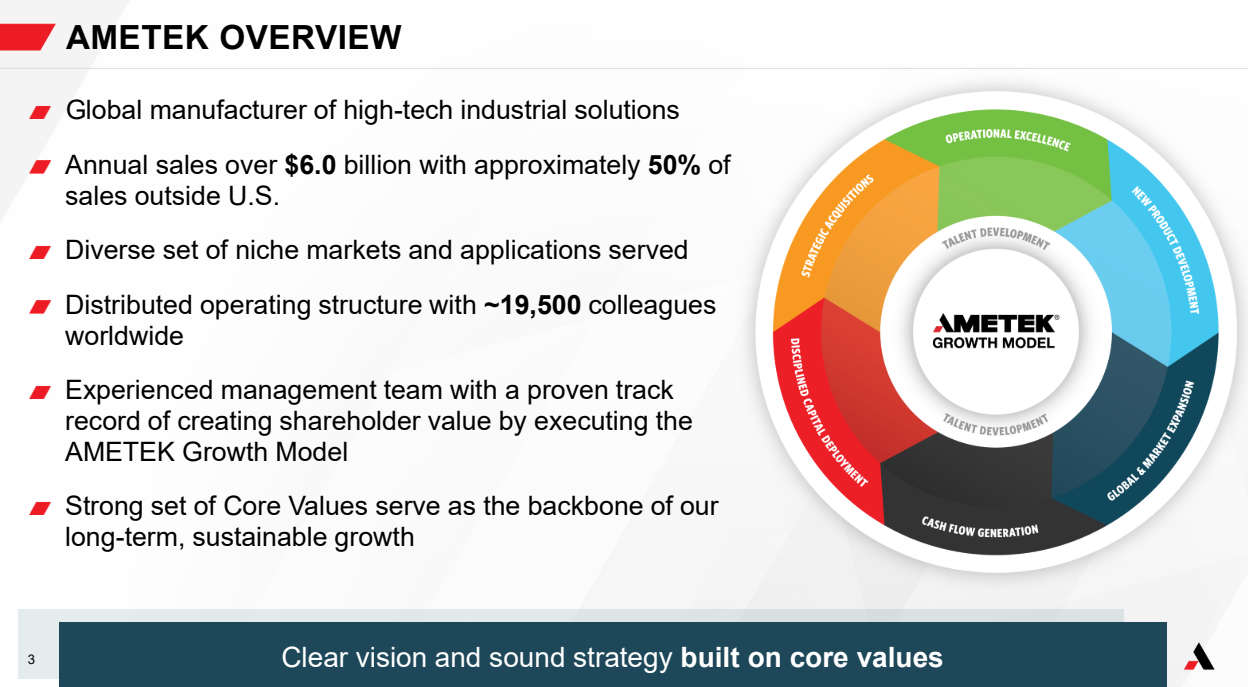 AMETEK OVERVIEW
Global manufacturer of high-tech industrial solutions
Annual sales over $6.0 billion with approximately 50% of
sales outside U.S.
Diverse set of niche markets and applications served
Distributed operating structure with ~19,500 colleagues
worldwide
Experienced management team with a proven track
record of creating shareholder value by executing the
AMETEK Growth Model
Strong set of Core Values serve as the backbone of our
long-term, sustainable growth
OPERATIONAL EXCELLENCE
NEW PRODUCT DEVELOPMENT
GLOBAL & MARKET EXPANSION
CASH FLOW GENERATION
DISCIPLINED CAPITAL DEPLOYMENT
STRATEGIC ACQUISITIONS
TALENT DEVELOPMENT
AMETEK®
GROWTH MODEL
TALENT DEVELOPMENT
3
Clear vision and sound strategy built on core values